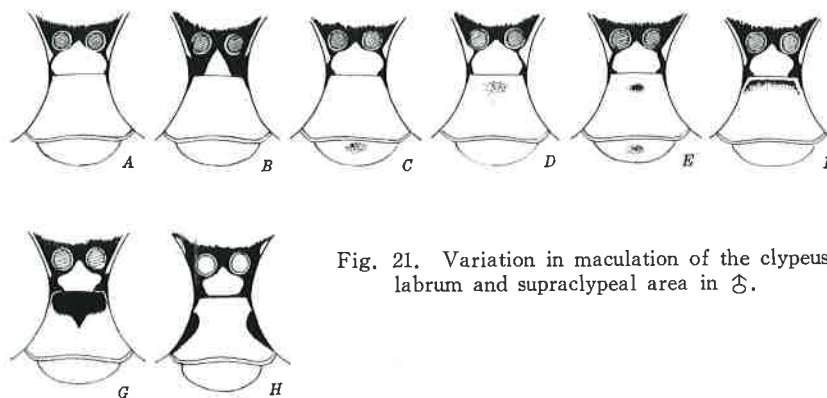 A B C D E
G H
Fig. 21. Variation in maculation of the clypeus
labrum and supraclypeal area in ♂.